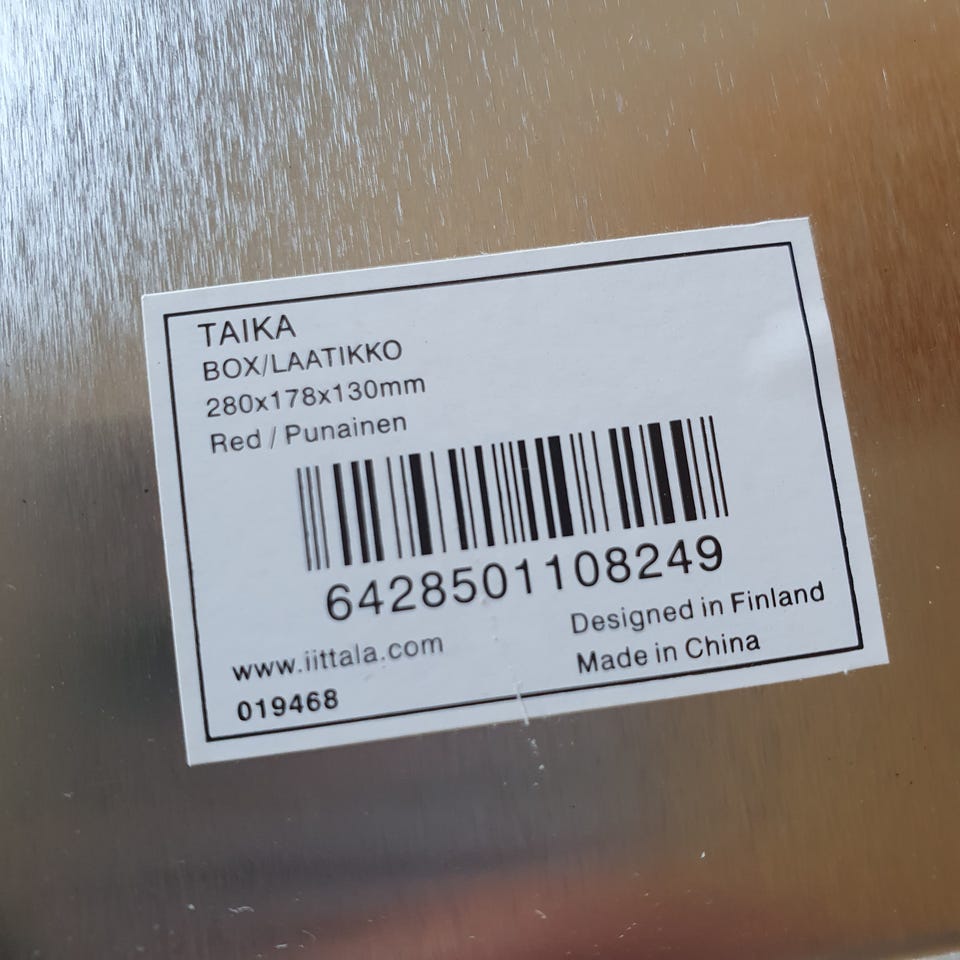 TAIKA
BOX/LAATIKKO
280x178x130mm
Red / Punainen
6428501108249
www.iittala.com
019468
Designed in Finland
Made in China